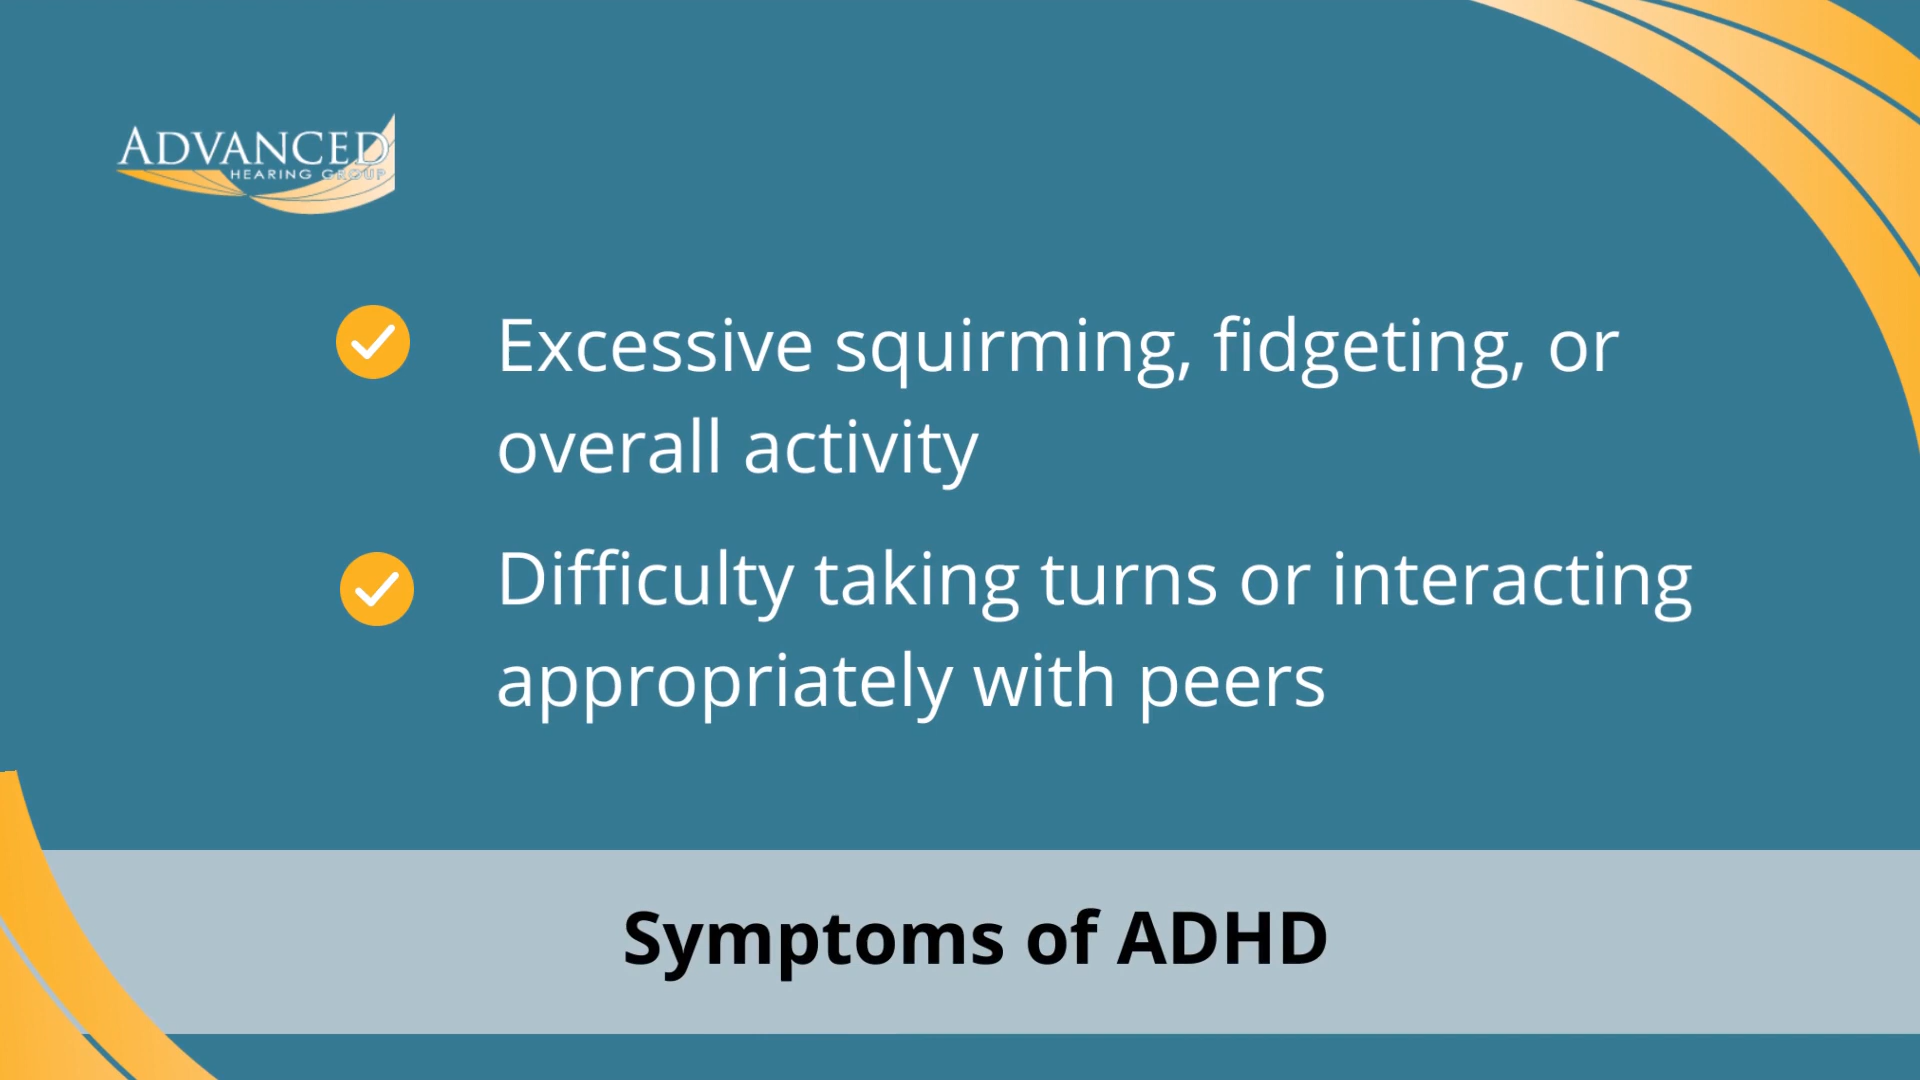 ADVANCED
HEARING GROUP
Excessive squirming, fidgeting, or
overall activity
Difficulty taking turns or interacting
appropriately with peers
Symptoms of ADHD